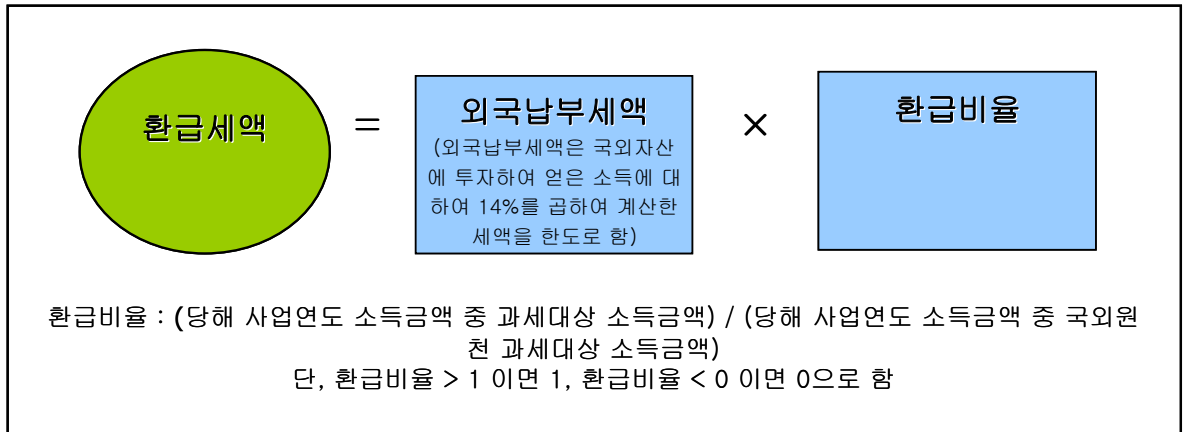 환급세액
=
외국납부세액
(외국납부세액은 국외자산
에 투자하여 얻은 소득에 대
하여 14%를 곱하여 계산한
세액을 한도로 함)
×
환급비율
환급비율 : (당해 사업연도 소득금액 중 과세대상 소득금액) / (당해 사업연도 소득금액 중 국외원
천 과세대상 소득금액)
단, 환급비율 > 1 이면 1, 환급비율 < 0 이면 0으로 함